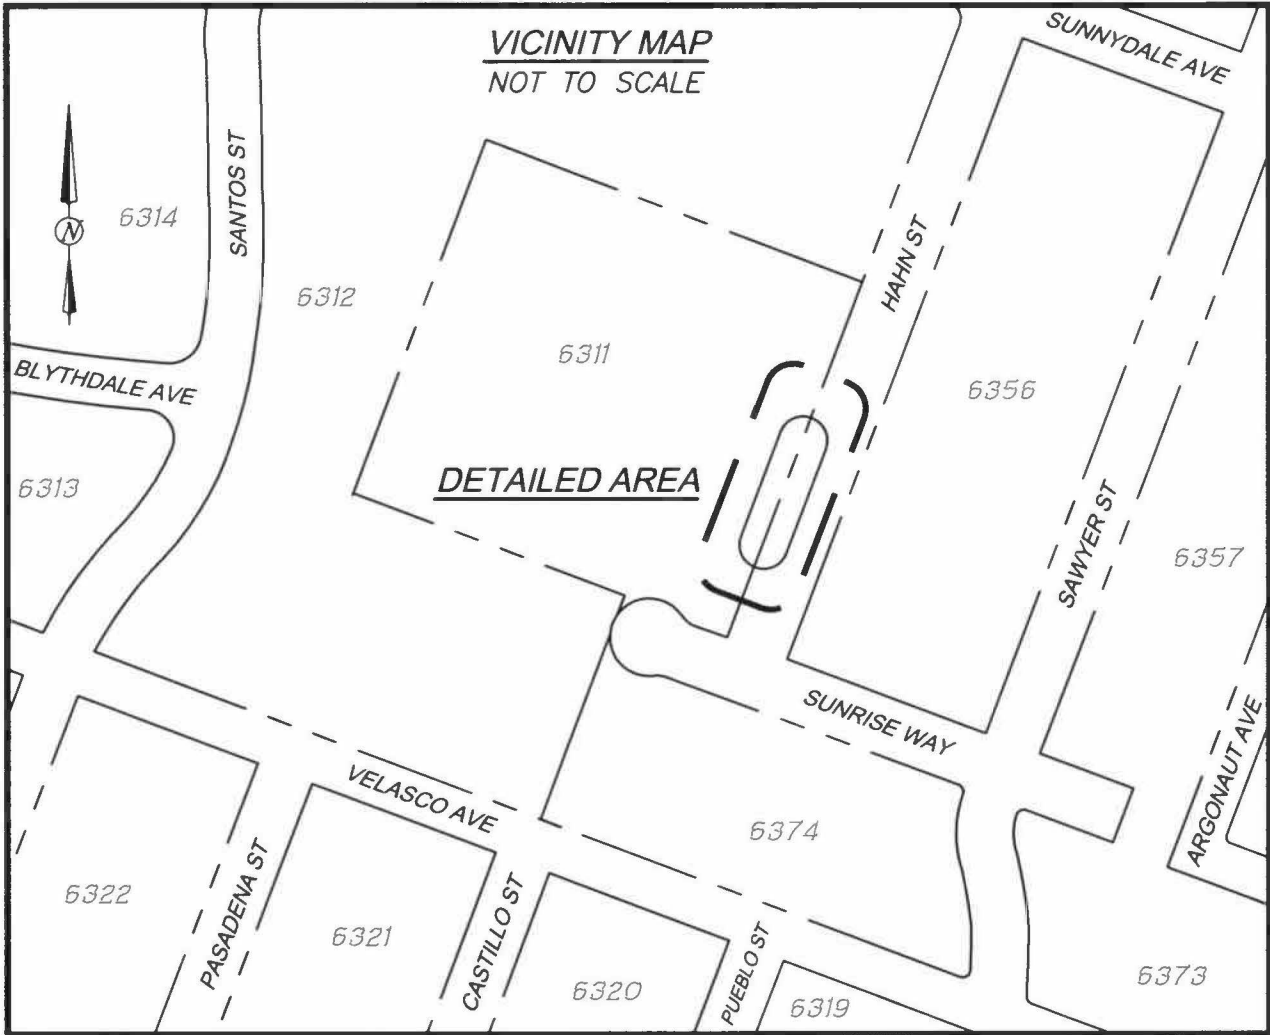 VICINITY MAP
NOT TO SCALE
SUNNYDALE AVE
SANTOS ST
N
6314
HAHN ST
6312
6311
BLYTHDALE AVE
6356
DETAILED AREA
6313
SAWYER ST
6357
SUNRISE WAY
ARGONAUT AVE
VELASCO AVE
6374
6322
PASADENA ST
6321
CASTILLO ST
6320
PUEBLO ST
6319
6373